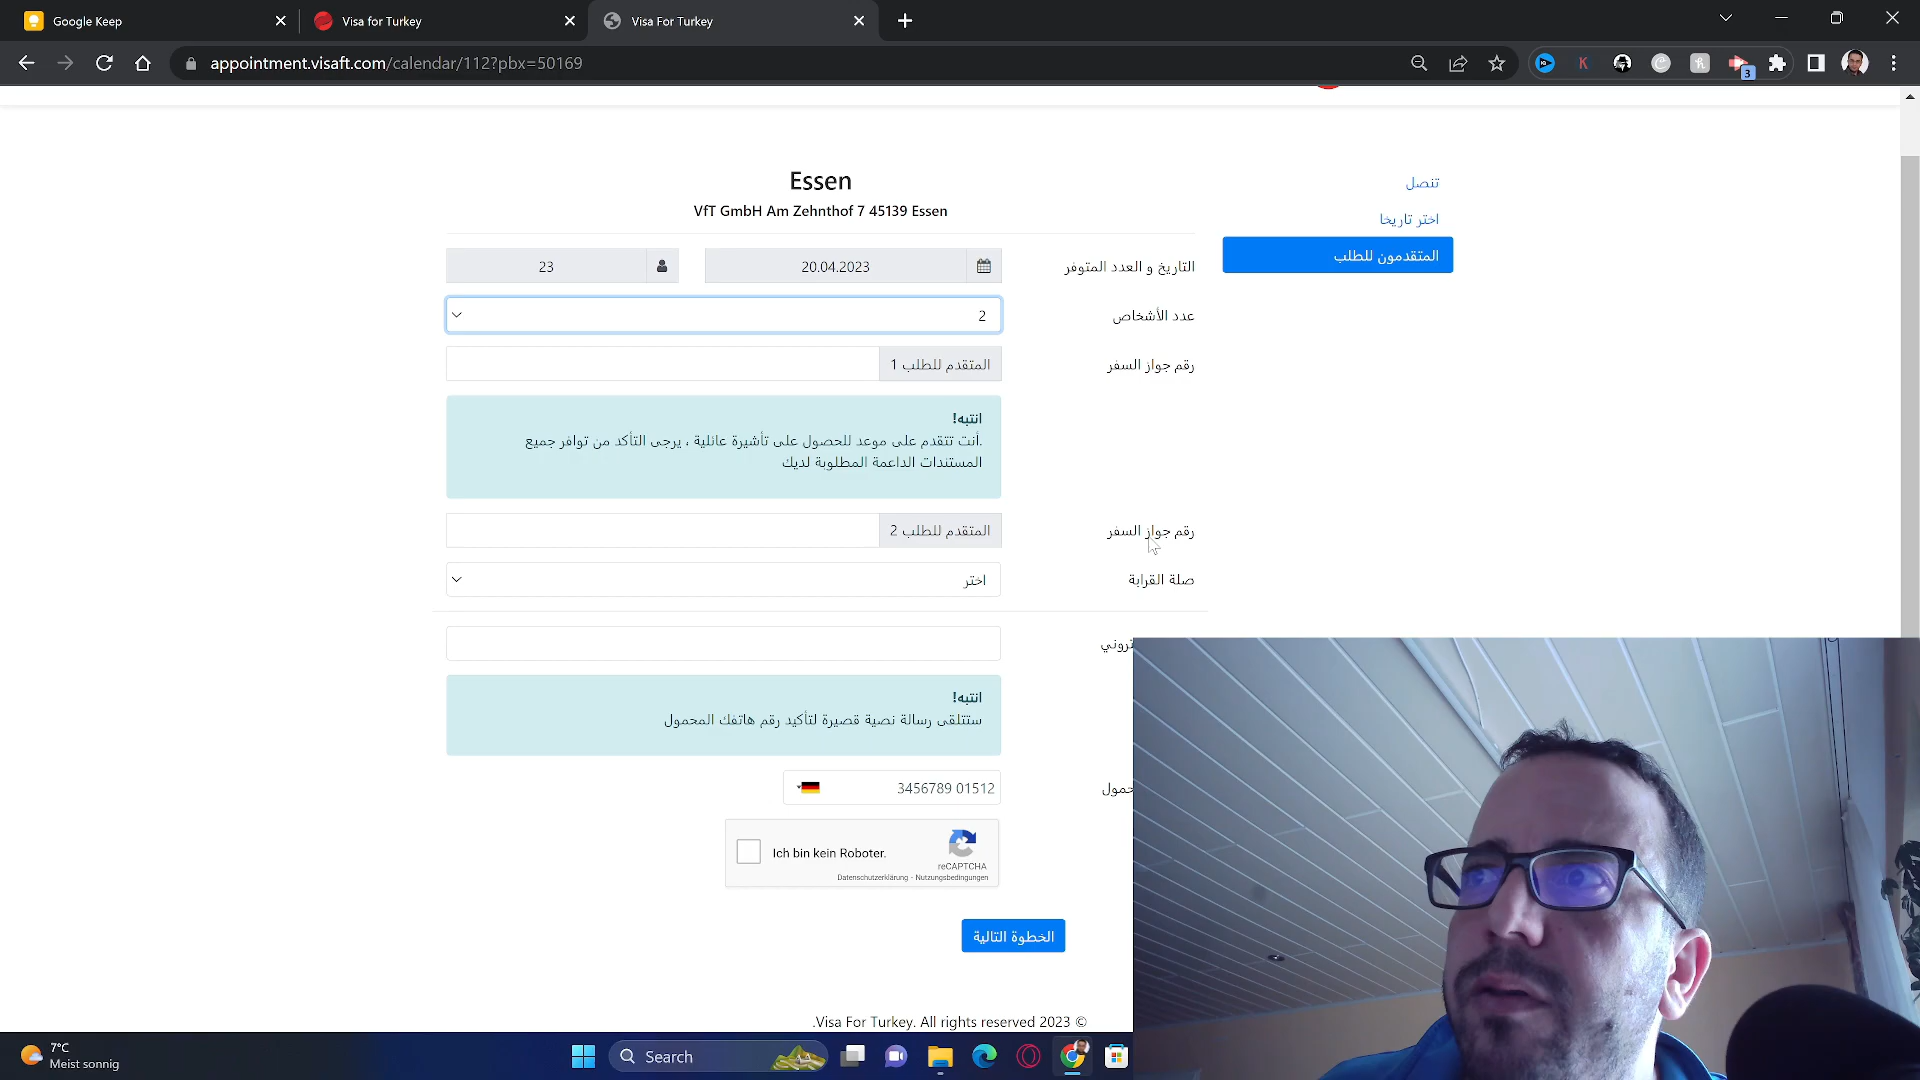 Google Keep
Visa for Turkey
Visa For Turkey
appointment.visaft.com/calendar/112?pbx=50169
K
3
Essen
VfT GmbH Am Zehnthof 7 45139 Essen
تنصل
اختر تاريخا
المتقدمون للطلب
التاريخ و العدد المتوفر
20.04.2023
23
عدد الأشخاص
2
رقم جواز السفر
المتقدم للطلب 1
انتبه!
.أنت تتقدم على موعد للحصول على تأشيرة عائلية ، يرجى التأكد من توافر جميع
المستندات الداعمة المطلوبة لديك
رقم جواز السفر
المتقدم للطلب 2
صلة القرابة
اختر
تروني
انتبه!
ستتلقى رسالة نصية قصيرة لتأكيد رقم هاتفك المحمول
حمول
01512 3456789
Ich bin kein Roboter.
reCAPTCHA
Datenschutzerklärung - Nutzungsbedingungen
الخطوة التالية
© 2023 Visa For Turkey. All rights reserved.
7°C
Meist sonnig
Search